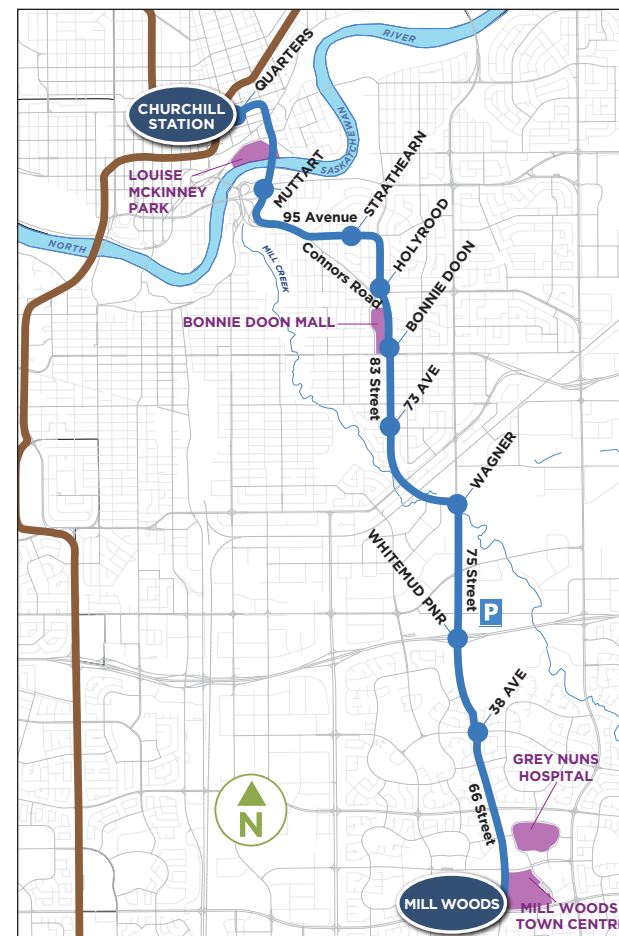 RIVER
QUARTERS
CHURCHILL
STATION
SASKATCHEWAN
LOUISE
MCKINNEY
PARK
MUTTART
STRATHEARN
95 Avenue
NORTH
MILL CREEK
HOLYROOD
Connors Road
BONNIE DOON
BONNIE DOON MALL
83 Street
73 AVE
WAGNER
WHITEMUD PNR
75 Street
P
38 AVE
GREY NUNS
HOSPITAL
N
66 Street
MILL WOODS
MILL WOODS
TOWN CENTR